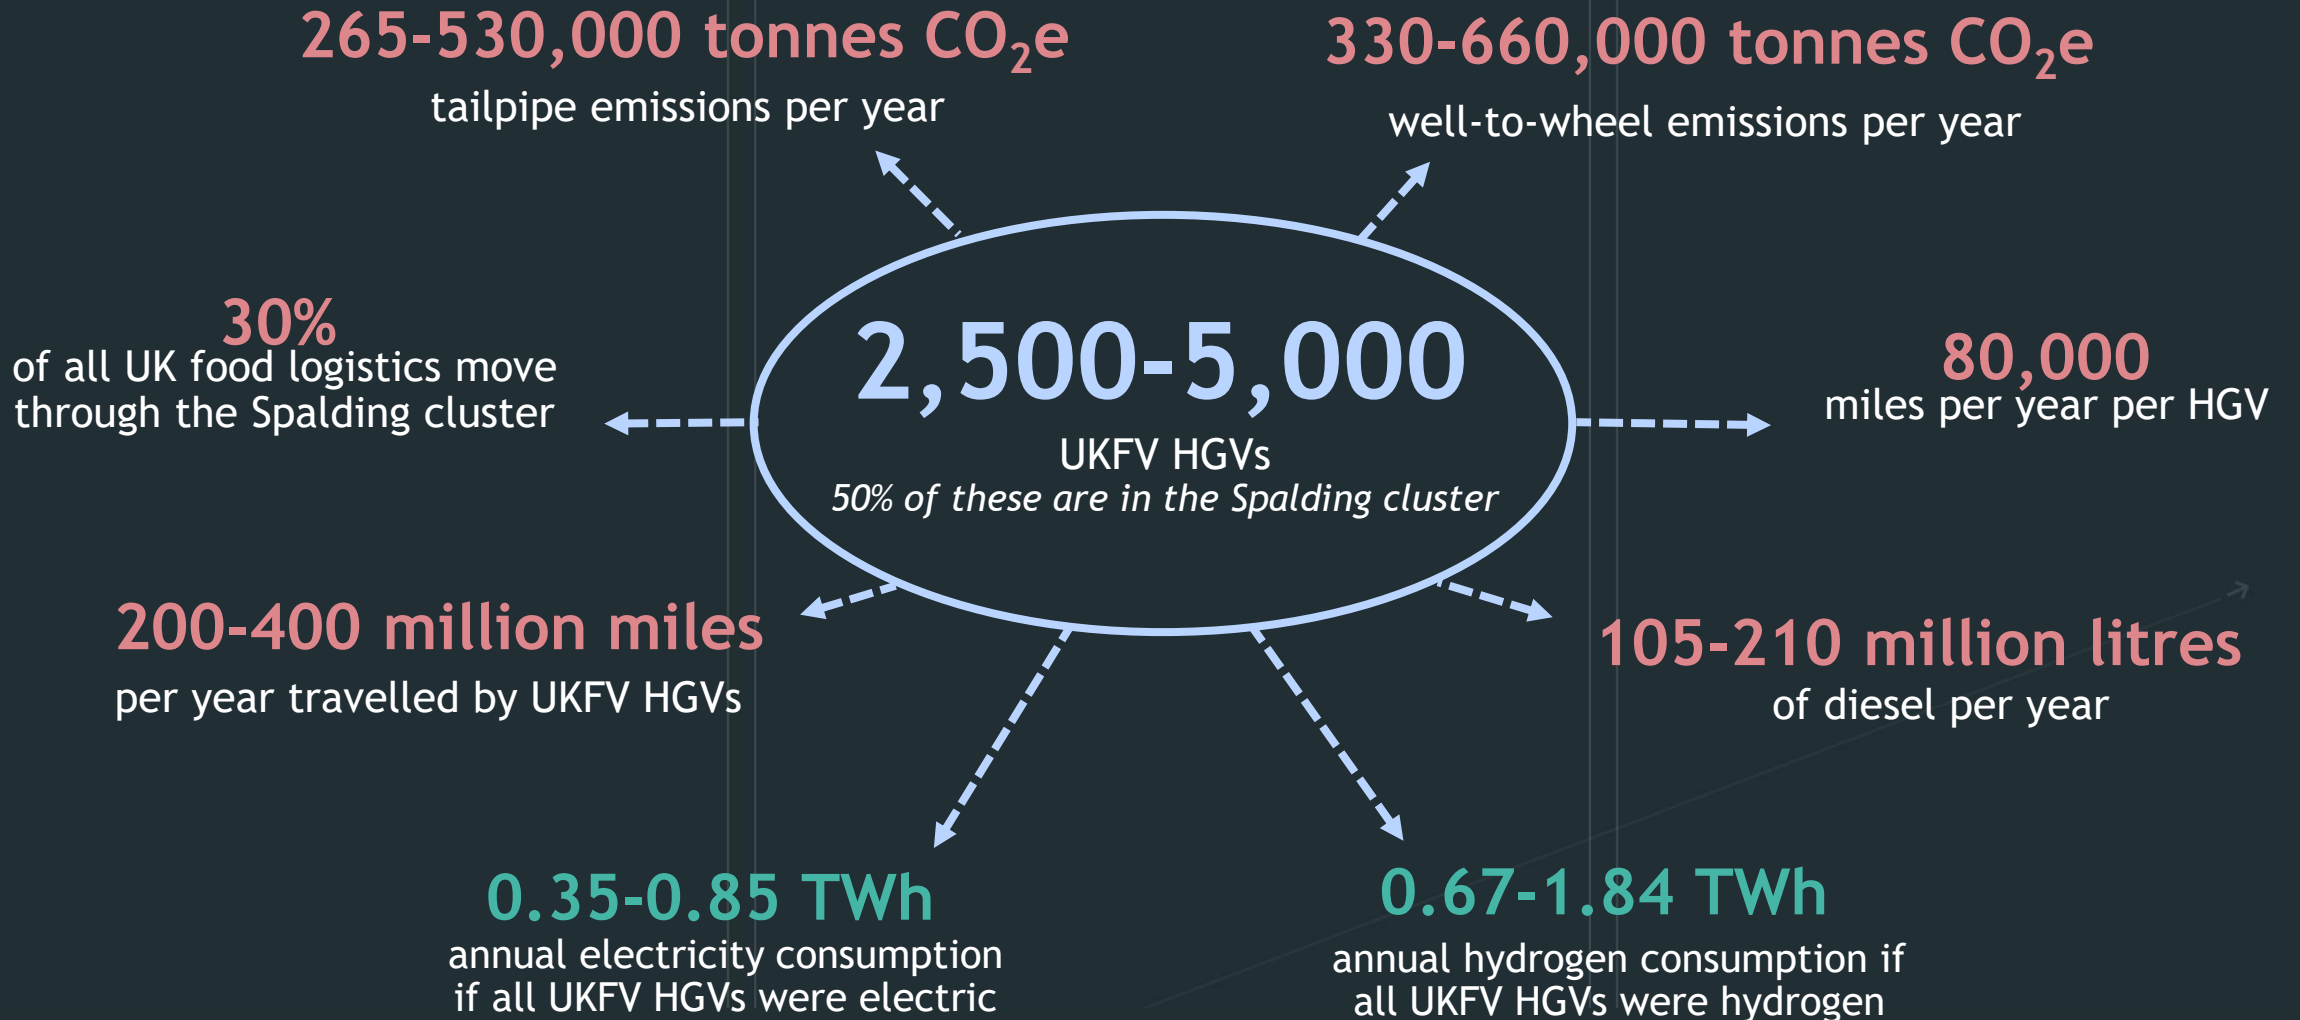 265-530,000 tonnes CO₂e
tailpipe emissions per year
330-660,000 tonnes CO₂e
well-to-wheel emissions per year
30%
of all UK food logistics move
through the Spalding cluster
2,500-5,000
UKFV HGVs
50% of these are in the Spalding cluster
80,000
miles per year per HGV
200-400 million miles
per year travelled by UKFV HGVs
105-210 million litres
of diesel per year
0.35-0.85 TWh
annual electricity consumption
if all UKFV HGVs were electric
0.67-1.84 TWh
annual hydrogen consumption if
all UKFV HGVs were hydrogen